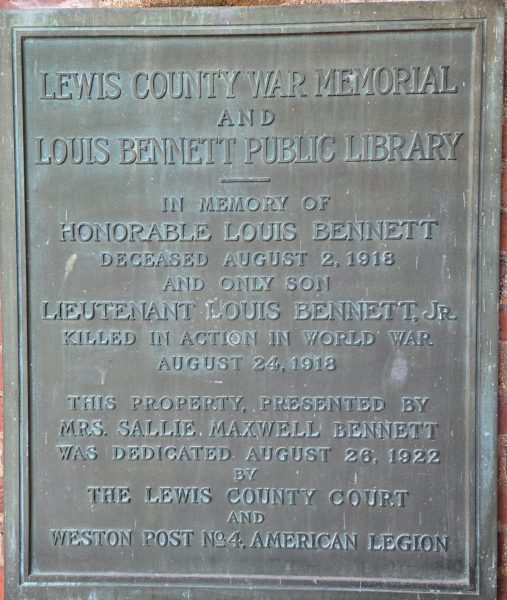 LEWIS COUNTY WAR MEMORIAL
AND
LOUIS BENNETT PUBLIC LIBRARY
IN MEMORY OF
HONORABLE LOUIS BENNETT
DECEASED AUGUST 2, 1918
AND ONLY SON
LIEUTENANT LOUIS BENNETT, JR.
KILLED IN ACTION IN WORLD WAR
AUGUST 24, 1918
THIS PROPERTY, PRESENTED BY
MRS. SALLIE MAXWELL BENNETT
WAS DEDICATED AUGUST 26, 1922
BY
THE LEWIS COUNTY COURT
AND
WESTON POST No. 4, AMERICAN LEGION